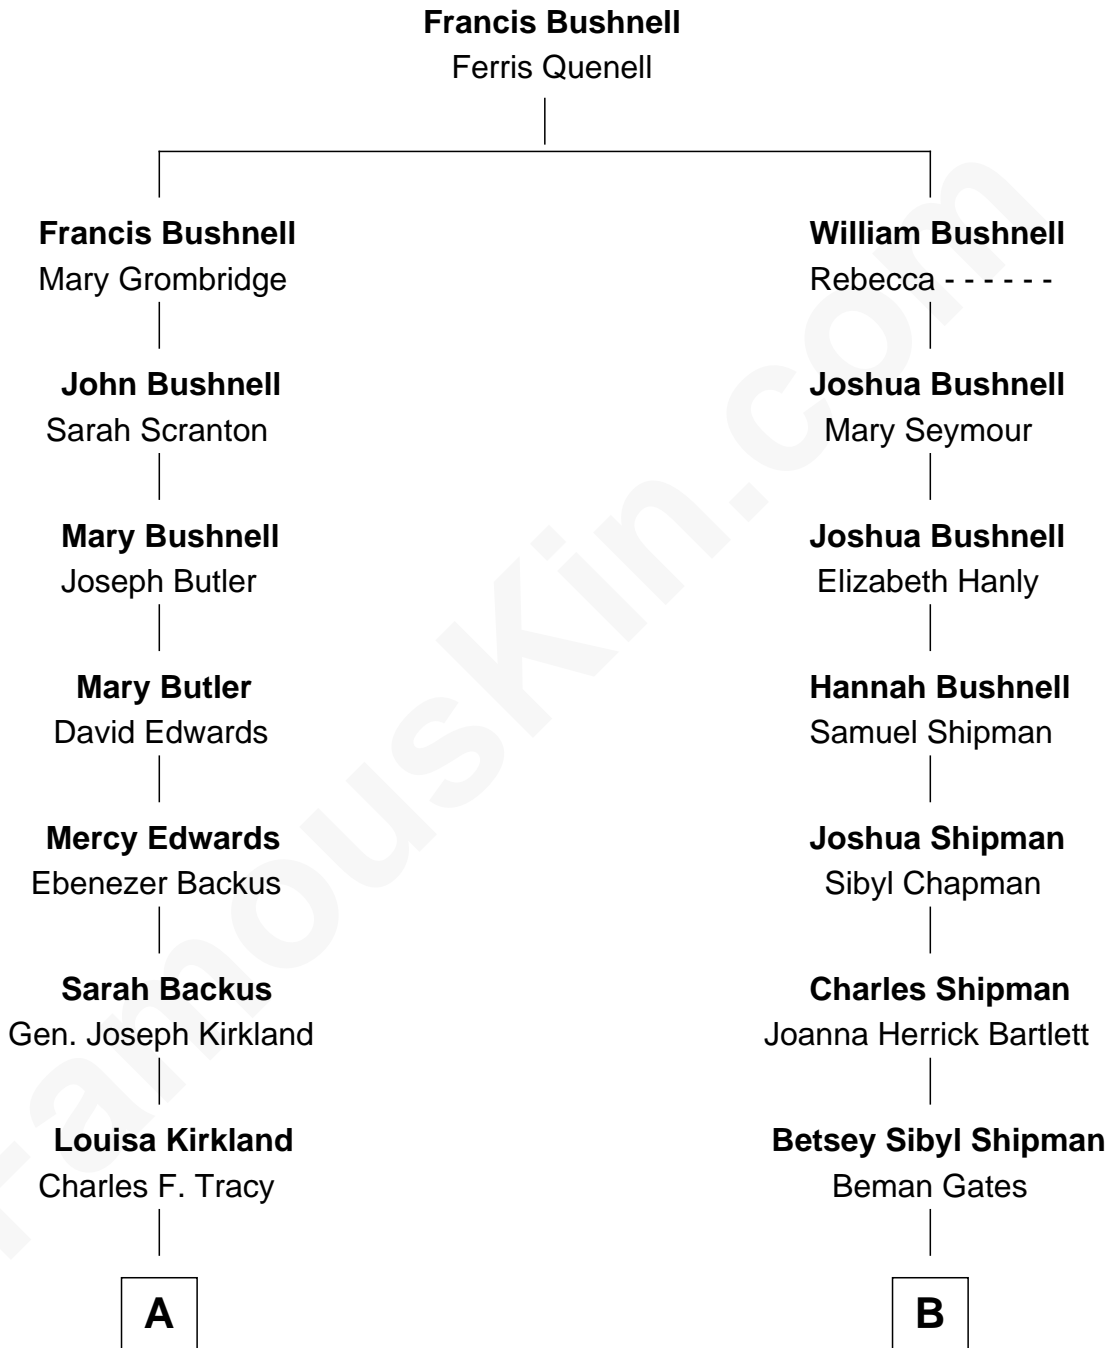 Francis Bushnell
Ferris Quenell
Francis Bushnell
Mary Grombridge
William Bushnell
Rebecca - - - - - -
John Bushnell
Sarah Scranton
Joshua Bushnell
Mary Seymour
Mary Bushnell
Joseph Butler
Joshua Bushnell
Elizabeth Hanly
Mary Butler
David Edwards
Hannah Bushnell
Samuel Shipman
Mercy Edwards
Ebenezer Backus
Joshua Shipman
Sibyl Chapman
Sarah Backus
Gen. Joseph Kirkland
Charles Shipman
Joanna Herrick Bartlett
Louisa Kirkland
Charles F. Tracy
Betsey Sibyl Shipman
Beman Gates
A
B
FamousKin.com